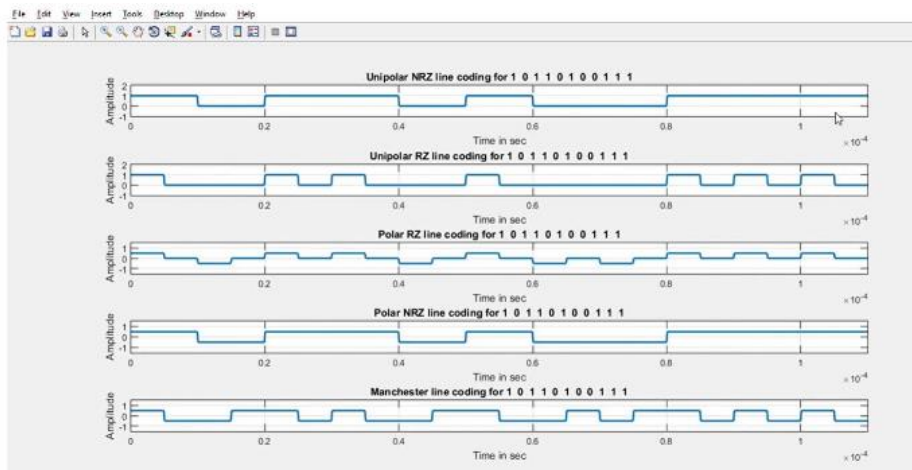 File Edit View Insert Tools Desktop Window Help
Unipolar NRZ line coding for 1 0 1 1 0 1 0 0 1 1 1
Amplitude
2
1
0
-1
0 0.2 0.4 0.6 0.8 1
Time in sec
× 10-4
Unipolar RZ line coding for 1 0 1 1 0 1 0 0 1 1 1
Amplitude
2
1
0
-1
0 0.2 0.4 0.6 0.8 1
Time in sec
× 10-4
Polar RZ line coding for 1 0 1 1 0 1 0 0 1 1 1
Amplitude
1
0
-1
0 0.2 0.4 0.6 0.8 1
Time in sec
× 10-4
Polar NRZ line coding for 1 0 1 1 0 1 0 0 1 1 1
Amplitude
1
0
-1
0 0.2 0.4 0.6 0.8 1
Time in sec
× 10-4
Manchester line coding for 1 0 1 1 0 1 0 0 1 1 1
Amplitude
1
0
-1
0 0.2 0.4 0.6 0.8 1
Time in sec
× 10-4